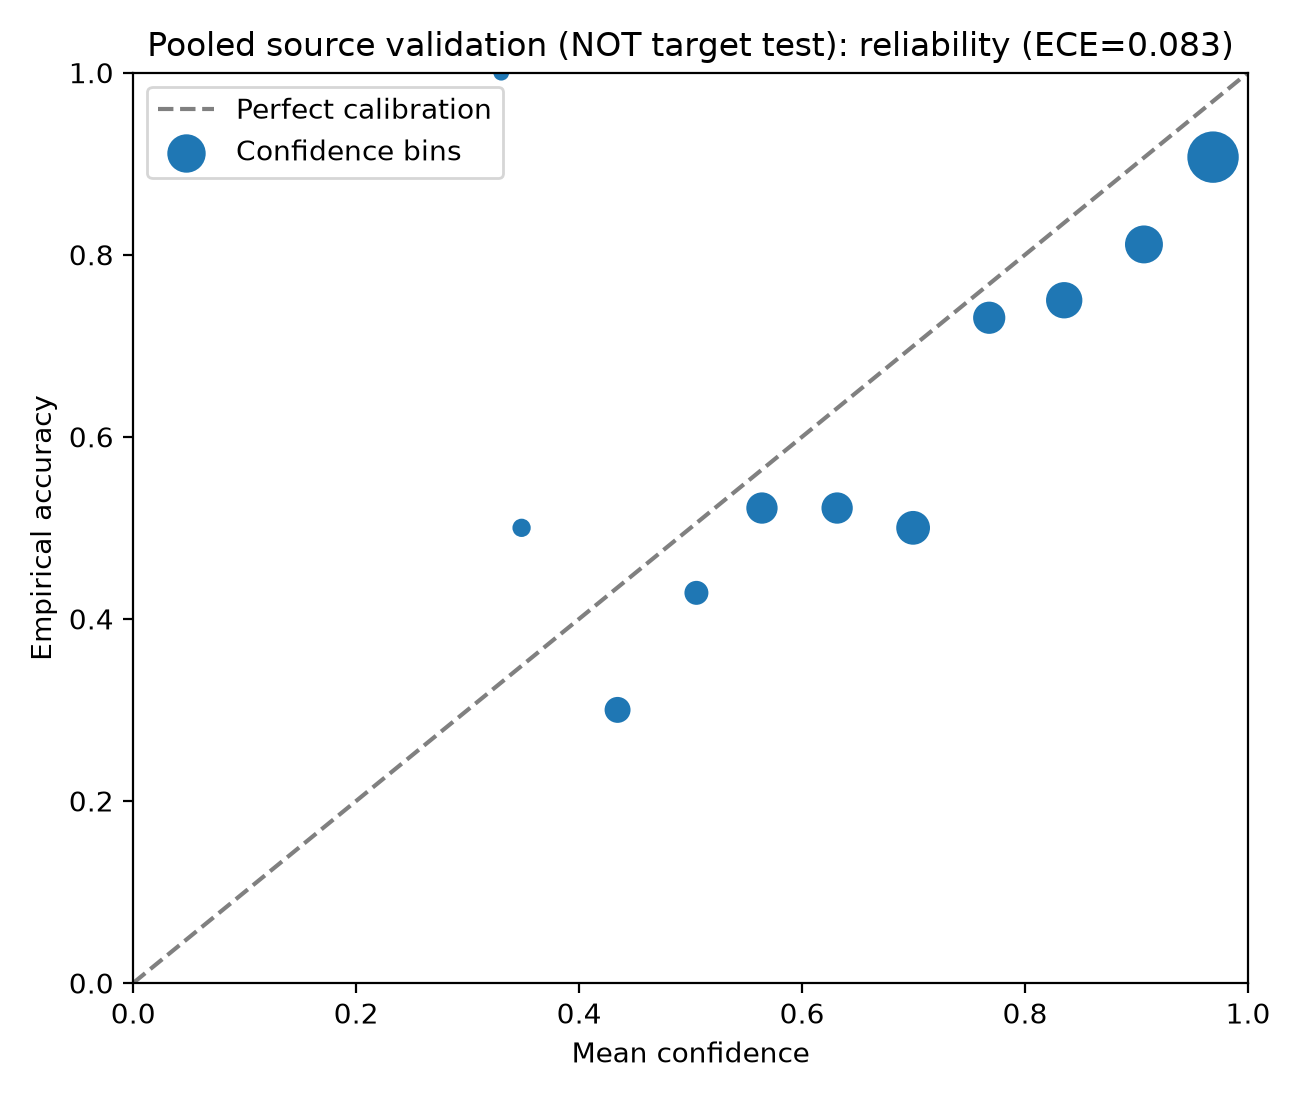 Pooled source validation (NOT target test): reliability (ECE=0.083)
Perfect calibration
Confidence bins
Empirical accuracy
1.0
0.8
0.6
0.4
0.2
0.0
0.0 0.2 0.4 0.6 0.8 1.0
Mean confidence